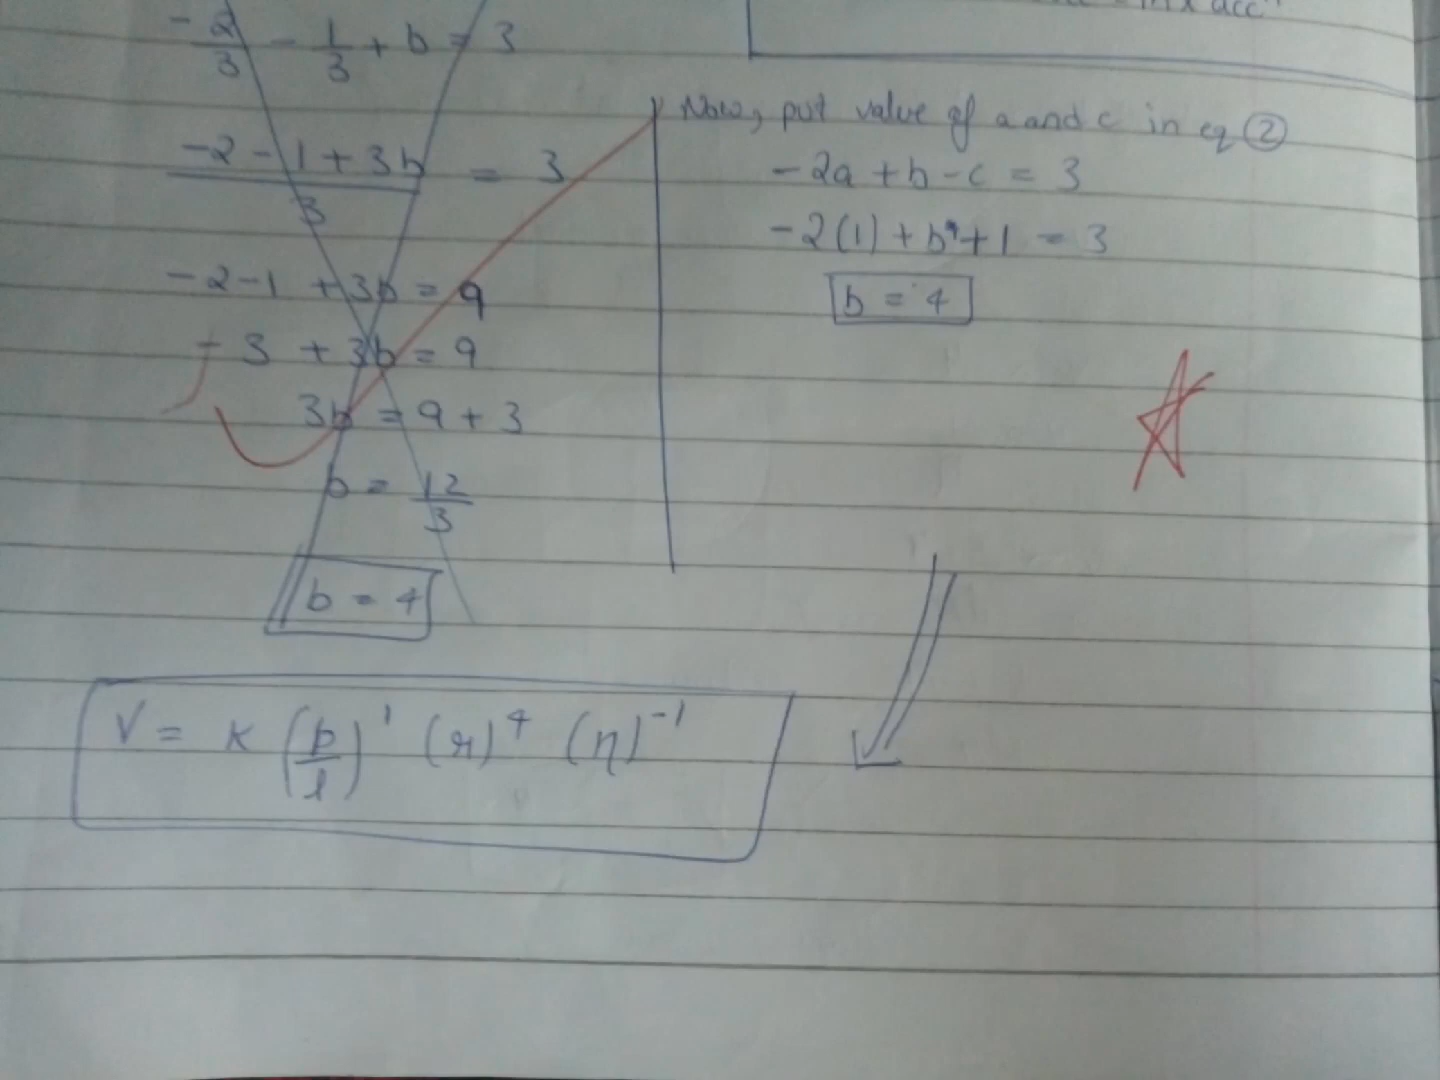 -2/3 - 1/3 + b = 3
(-2 - 1 + 3b)/3 = 3
-2 - 1 + 3b = 9
-3 + 3b = 9
3b = 9 + 3
b = 12/3
b = 4
Now, put value of a and c in eq ②
-2a + b - c = 3
-2(1) + b + 1 = 3
b = 4
V = K (p/l)¹ (r)⁴ (η)⁻¹